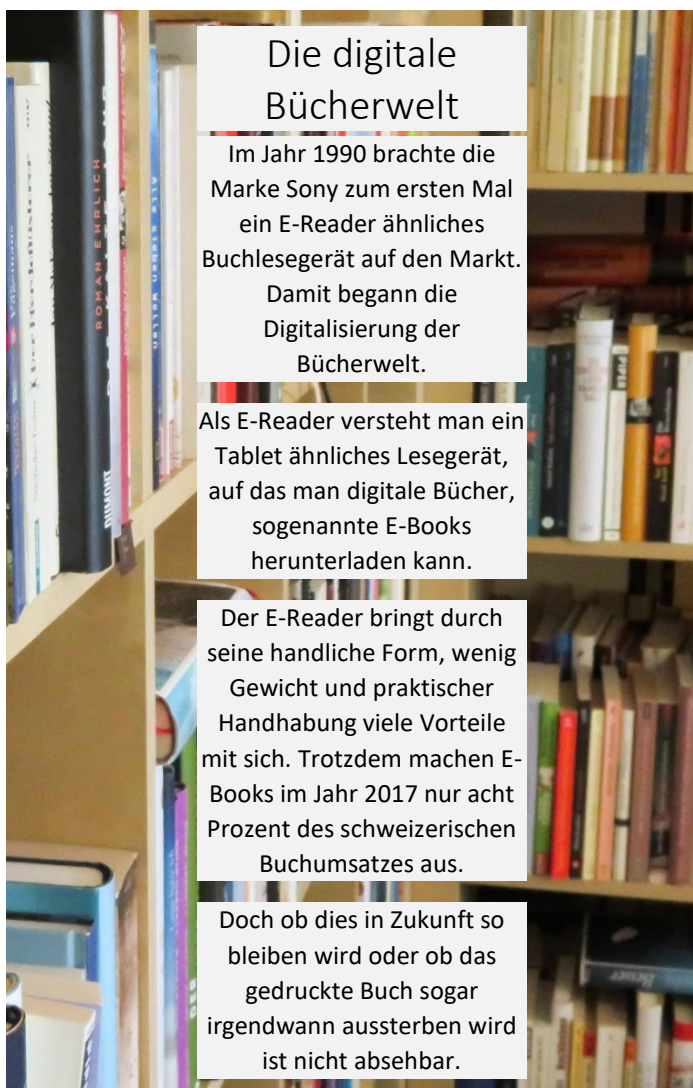 Die digitale
Bücherwelt
Im Jahr 1990 brachte die
Marke Sony zum ersten Mal
ein E-Reader ähnliches
Buchlesegerät auf den Markt.
Damit begann die
Digitalisierung der
Bücherwelt.
Als E-Reader versteht man ein
Tablet ähnliches Lesegerät,
auf das man digitale Bücher,
sogenannte E-Books
herunterladen kann.
Der E-Reader bringt durch
seine handliche Form, wenig
Gewicht und praktischer
Handhabung viele Vorteile
mit sich. Trotzdem machen E-
Books im Jahr 2017 nur acht
Prozent des schweizerischen
Buchumsatzes aus.
Doch ob dies in Zukunft so
bleiben wird oder ob das
gedruckte Buch sogar
irgendwann aussterben wird
ist nicht absehbar.
ROMAN EHRLICH
DUMONT
Alle sieben Wellen